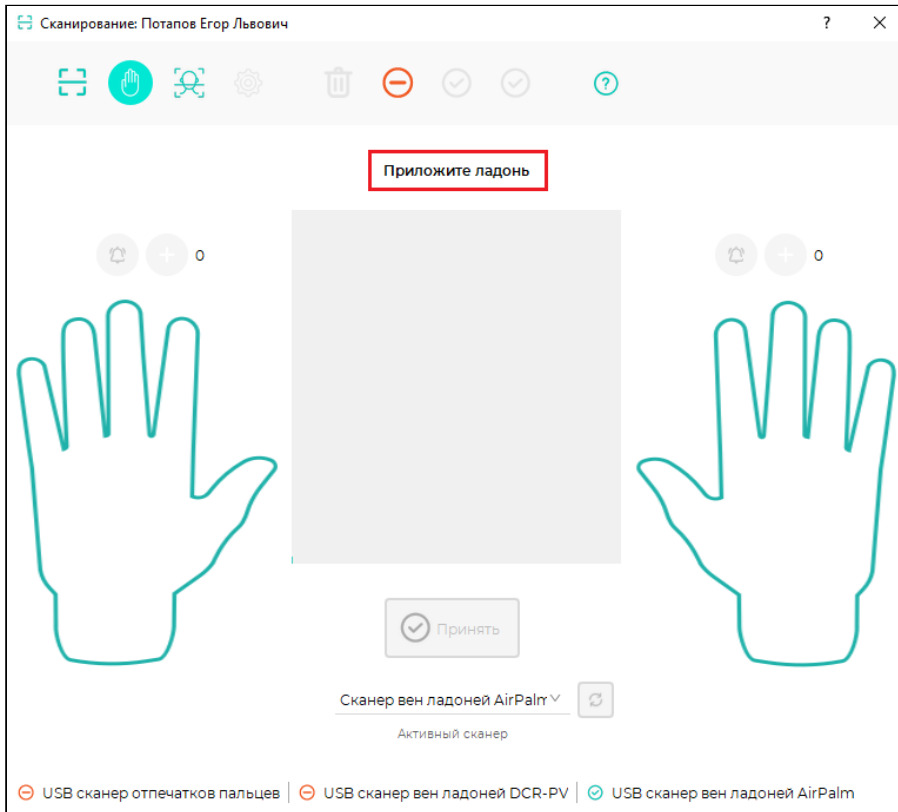 Сканирование: Потапов Егор Львович
Приложите ладонь
0
0
Принять
Сканер вен ладоней AirPalm
Активный сканер
USB сканер отпечатков пальцев | USB сканер вен ладоней DCR-PV | USB сканер вен ладоней AirPalm